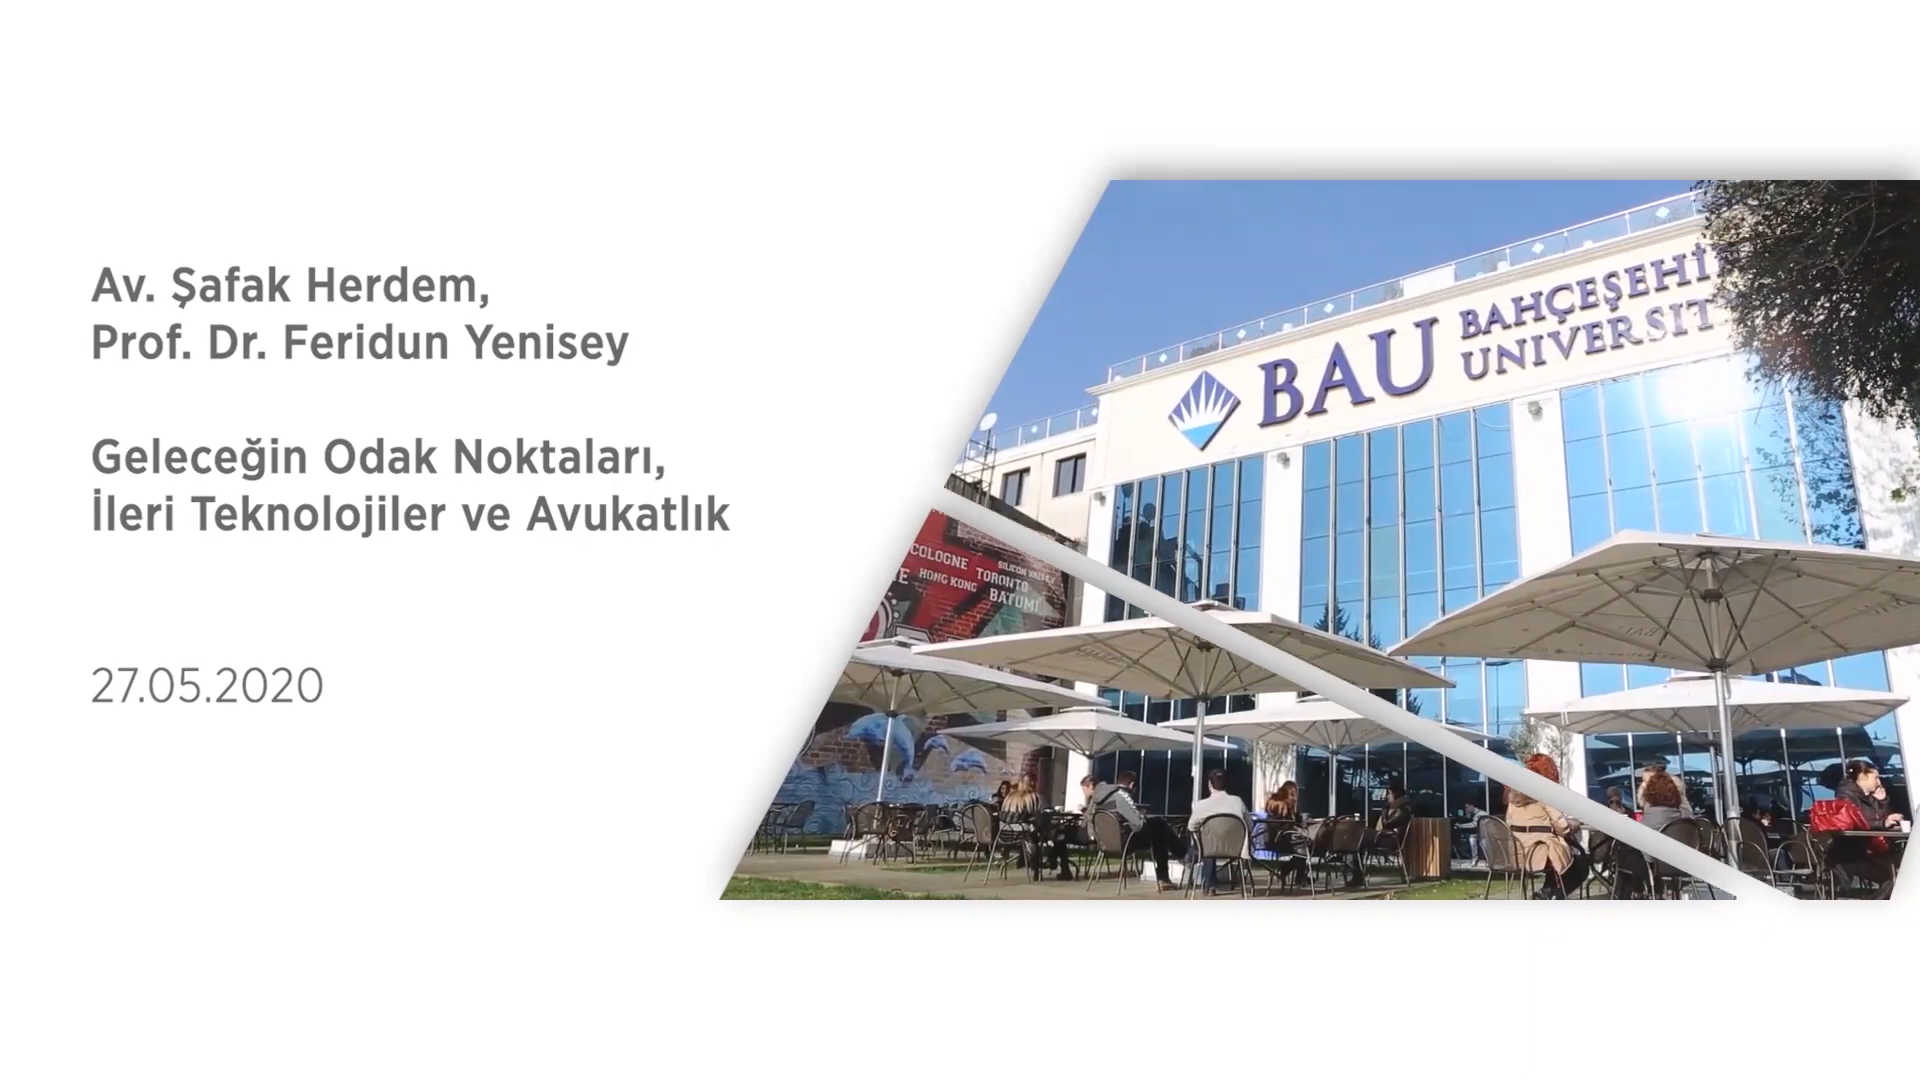 Av. Şafak Herdem,
Prof. Dr. Feridun Yenisey
Geleceğin Odak Noktaları,
İleri Teknolojiler ve Avukatlık
27.05.2020
BAU
BAHÇEŞEHİ
UNIVERSIT
COLOGNE
SILICON
HONG KONG
TORONTO
BATUMI